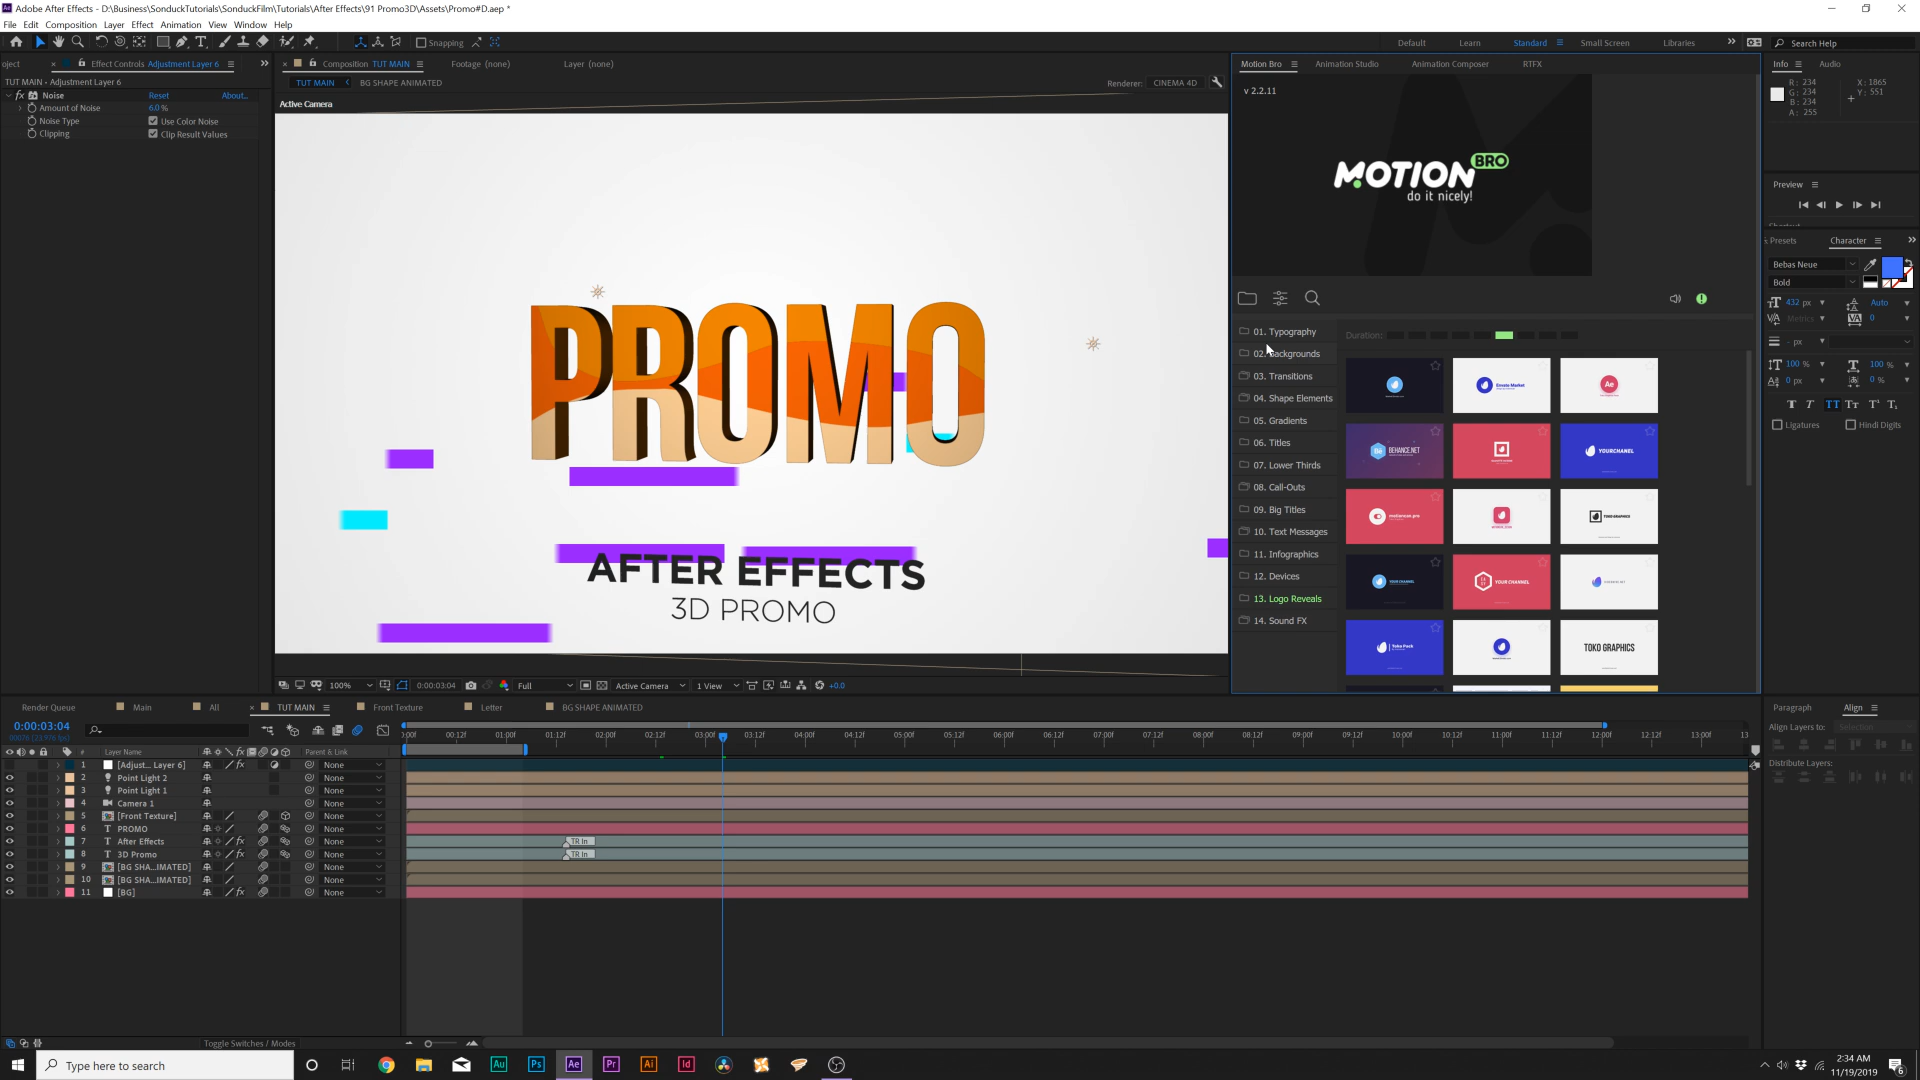 Adobe After Effects - D:\Business\SonduckTutorials\SonduckFilm\Tutorials\After Effects\91 Promo3D\Assets\Promo#D.aep *
File Edit Composition Layer Effect Animation View Window Help
Snapping
Default Learn Standard Small Screen Libraries Search Help
oject Effect Controls Adjustment Layer 6
TUT MAIN • Adjustment Layer 6
fx Noise Reset About...
Amount of Noise 6.0 %
Noise Type Use Color Noise
Clipping Clip Result Values
Composition TUT MAIN Footage (none) Layer (none)
TUT MAIN BG SHAPE ANIMATED Renderer: CINEMA 4D
Active Camera
PROMO
AFTER EFFECTS
3D PROMO
100% 0:00:03:04 Full Active Camera 1 View +0.0
Motion Bro Animation Studio Animation Composer RTFX
v 2.2.11
MOTION BRO
do it nicely!
Duration:
01. Typography
02. Backgrounds
03. Transitions
04. Shape Elements
05. Gradients
06. Titles
07. Lower Thirds
08. Call-Outs
09. Big Titles
10. Text Messages
11. Infographics
12. Devices
13. Logo Reveals
14. Sound FX
Envato Market
Ae
Bē BEHANCE.NET
YOURCHANEL
motionvan.pro
TOKO GRAPHICS
YOUR CHANNEL
YOUR CHANNEL
Toko Pack
TOKO GRAPHICS
Info Audio
R: 234
G: 234
B: 234
A: 255
X: 1865
Y: 551
Preview
Shortcut
Presets Character
Bebas Neue
Bold
432 px Auto
Metrics 0
- px
100 % 100 %
0 px 0 %
Ligatures Hindi Digits
Paragraph Align
Align Layers to: Selection
Distribute Layers:
Render Queue Main All TUT MAIN Front Texture Letter BG SHAPE ANIMATED
0:00:03:04
00076 (23.976 fps)
# Layer Name Parent & Link
:00f 00:12f 01:00f 01:12f 02:00f 02:12f 03:00f 03:12f 04:00f 04:12f 05:00f 05:12f 06:00f 06:12f 07:00f 07:12f 08:00f 08:12f 09:00f 09:12f 10:00f 10:12f 11:00f 11:12f 12:00f 12:12f 13:00f 13
1 [Adjust... Layer 6] None
2 Point Light 2 None
3 Point Light 1 None
4 Camera 1 None
5 [Front Texture] None
6 T PROMO None
7 T After Effects None TR In
8 T 3D Promo None TR In
9 [BG SHA...IMATED] None
10 [BG SHA...IMATED] None
11 [BG] None
Toggle Switches / Modes
Type here to search
Au Ps Ae Pr Ai Id
2:34 AM
11/19/2019
6